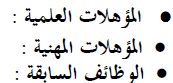 ● المؤهلات العلمية :
● المؤهلات المهنية :
● الوظائف السابقة :